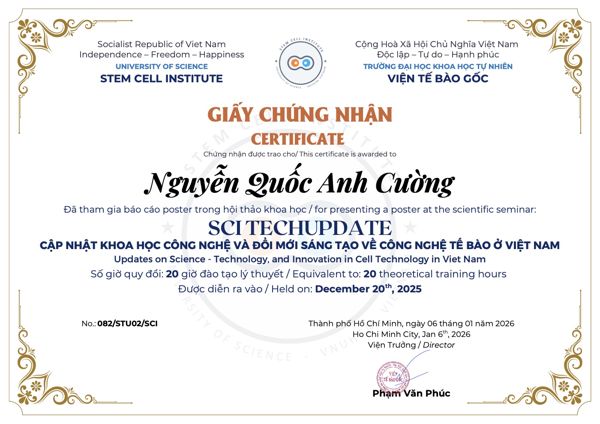 Socialist Republic of Viet Nam
Independence – Freedom – Happiness
UNIVERSITY OF SCIENCE
STEM CELL INSTITUTE
STEM CELL INSTITUTE
Cộng Hoà Xã Hội Chủ Nghĩa Việt Nam
Độc lập – Tự do – Hạnh phúc
TRƯỜNG ĐẠI HỌC KHOA HỌC TỰ NHIÊN
VIỆN TẾ BÀO GỐC
GIẤY CHỨNG NHẬN
CERTIFICATE
Chứng nhận được trao cho/ This certificate is awarded to
Nguyễn Quốc Anh Cường
Đã tham gia báo cáo poster trong hội thảo khoa học / for presenting a poster at the scientific seminar:
SCI TECHUPDATE
CẬP NHẬT KHOA HỌC CÔNG NGHỆ VÀ ĐỔI MỚI SÁNG TẠO VỀ CÔNG NGHỆ TẾ BÀO Ở VIỆT NAM
Updates on Science - Technology, and Innovation in Cell Technology in Viet Nam
Số giờ quy đổi: 20 giờ đào tạo lý thuyết / Equivalent to: 20 theoretical training hours
Được diễn ra vào / Held on: December 20th, 2025
No.: 082/STU02/SCI
Thành phố Hồ Chí Minh, ngày 06 tháng 01 năm 2026
Ho Chi Minh City, Jan 6th, 2026
Viện Trưởng / Director
Phạm Văn Phúc